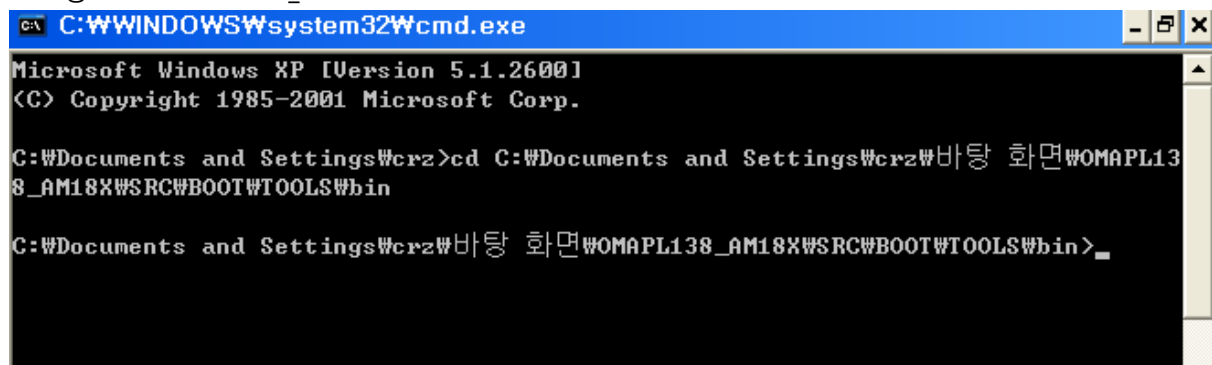 C:₩WINDOWS₩system32₩cmd.exe
Microsoft Windows XP [Version 5.1.2600]
(C) Copyright 1985-2001 Microsoft Corp.
C:₩Documents and Settings₩crz>cd C:₩Documents and Settings₩crz₩바탕 화면₩OMAPL13
8_AM18X₩SRC₩BOOT₩TOOLS₩bin
C:₩Documents and Settings₩crz₩바탕 화면₩OMAPL138_AM18X₩SRC₩BOOT₩TOOLS₩bin>_